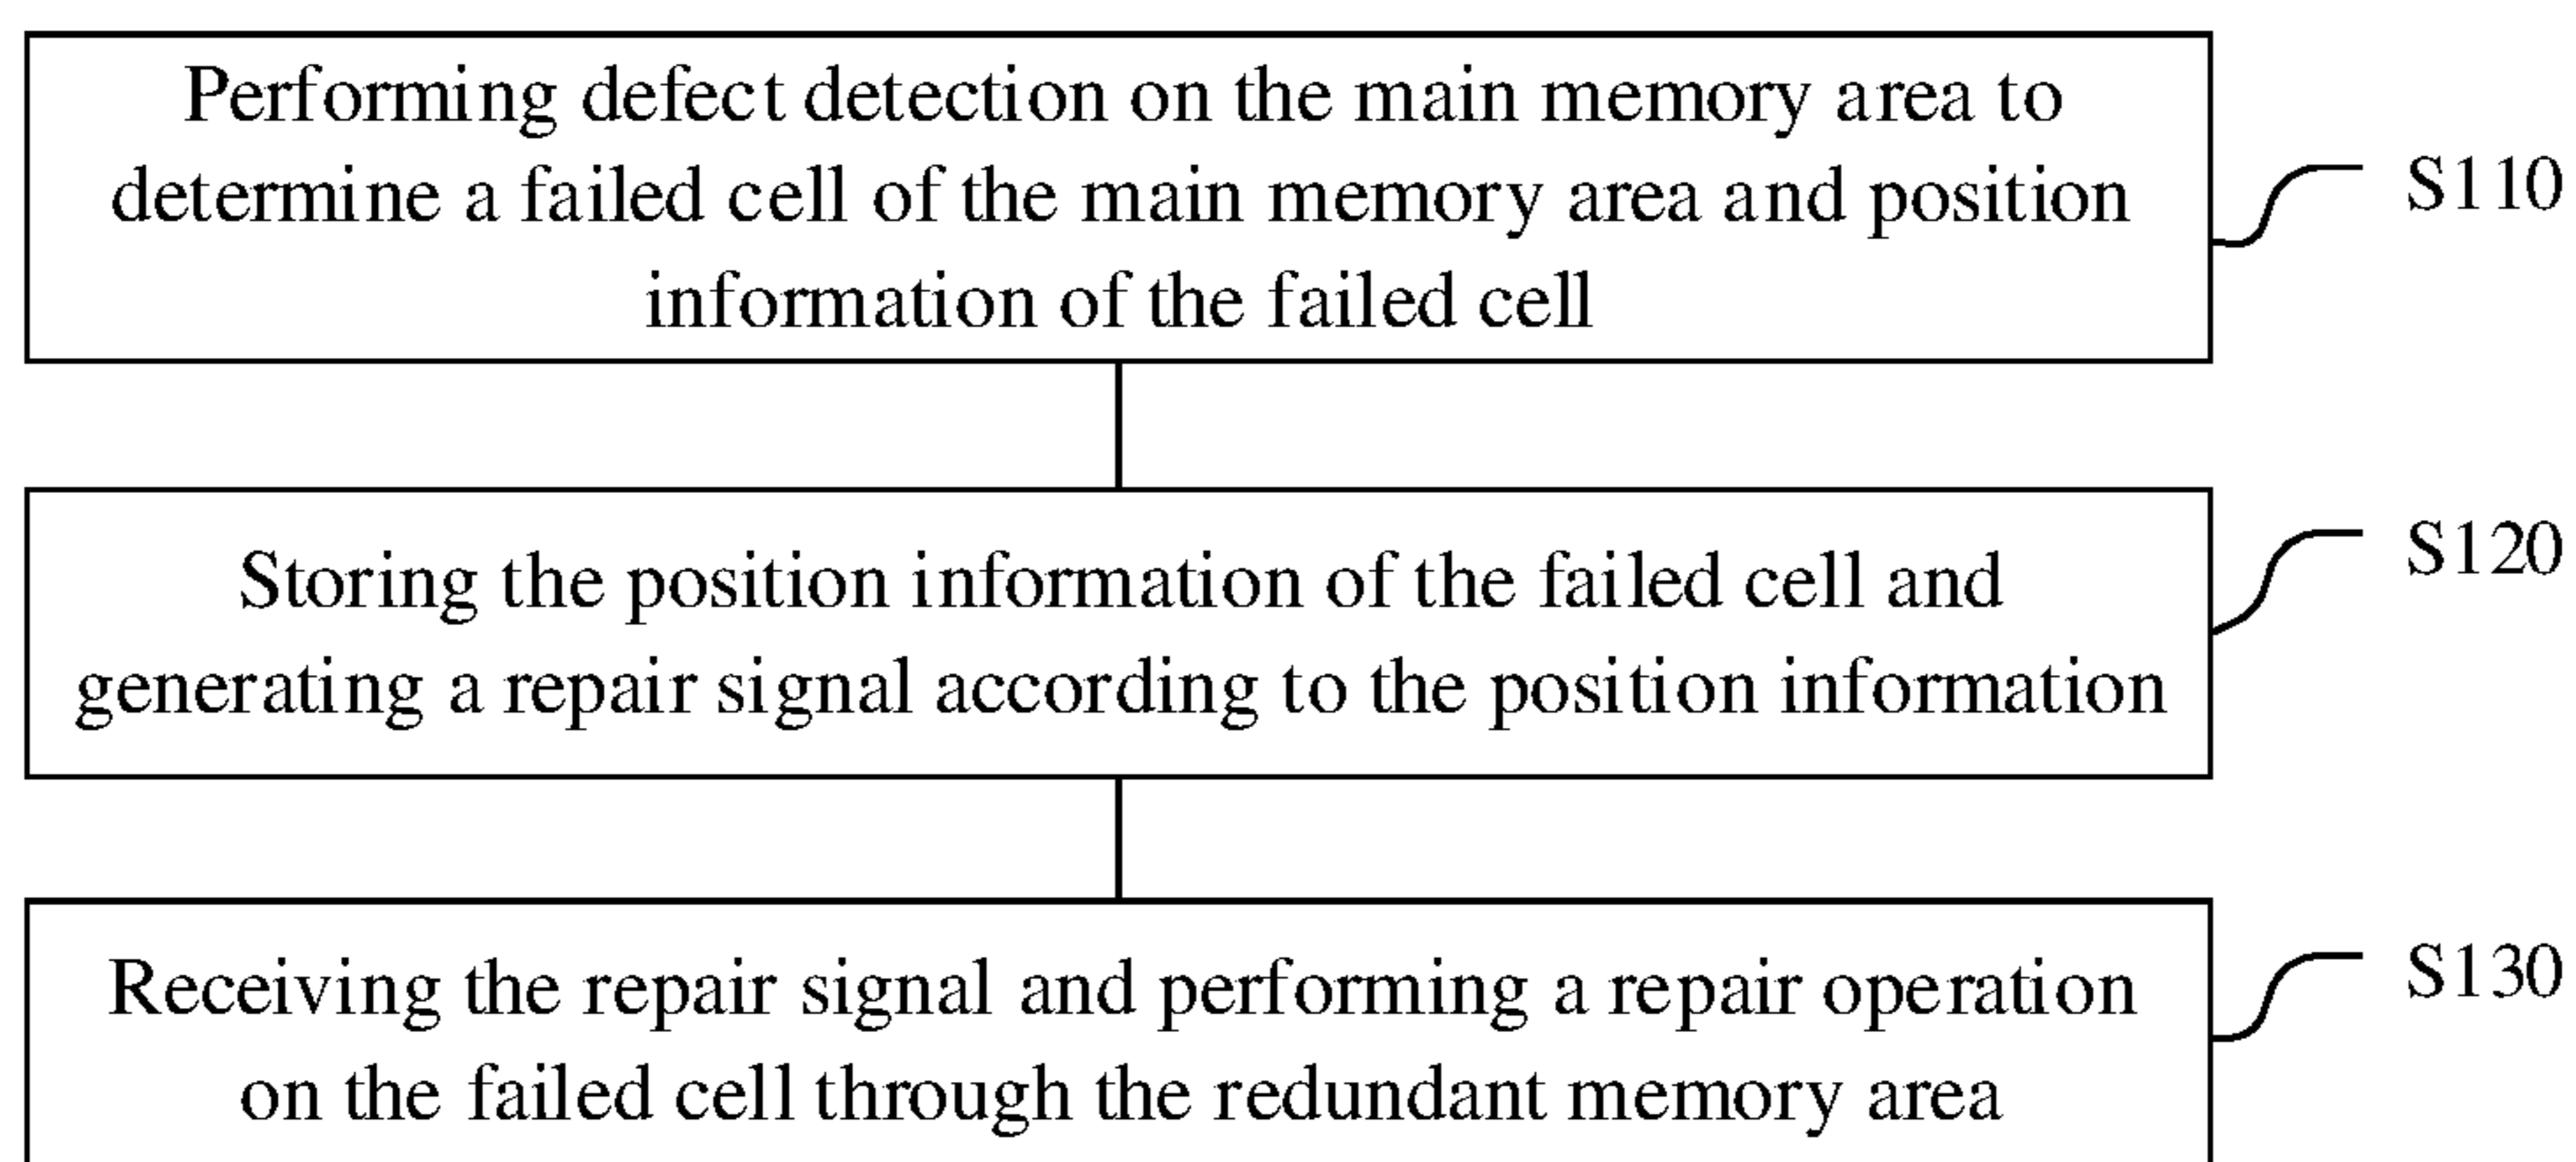 Performing defect detection on the main memory area to
determine a failed cell of the main memory area and position
information of the failed cell
S110
Storing the position information of the failed cell and
generating a repair signal according to the position information
S120
Receiving the repair signal and performing a repair operation
on the failed cell through the redundant memory area
S130